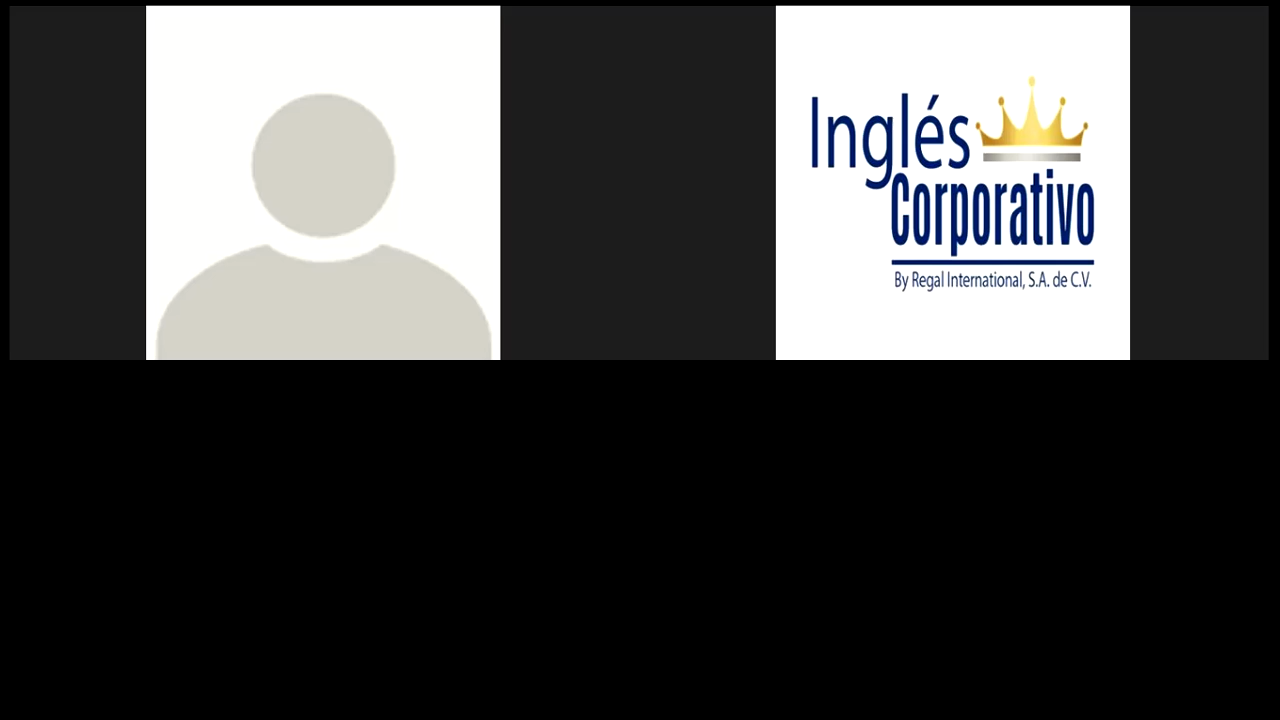 Inglés
Corporativo
By Regal International, S.A. de C.V.